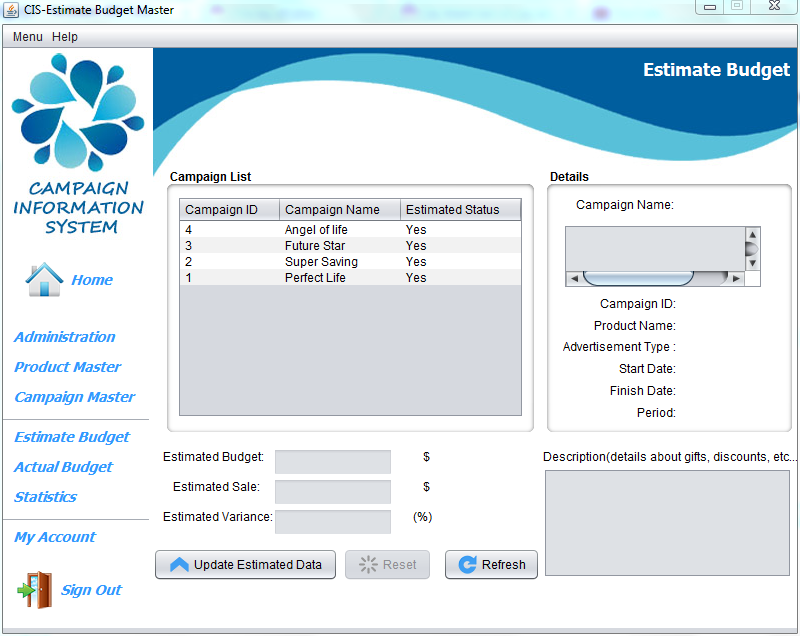 CIS-Estimate Budget Master
Menu Help
Estimate Budget
CAMPAIGN
INFORMATION
SYSTEM
Home
Administration
Product Master
Campaign Master
Estimate Budget
Actual Budget
Statistics
My Account
Sign Out
Campaign List
Campaign ID Campaign Name Estimated Status
4 Angel of life Yes
3 Future Star Yes
2 Super Saving Yes
1 Perfect Life Yes
Details
Campaign Name:
Campaign ID:
Product Name:
Advertisement Type :
Start Date:
Finish Date:
Period:
Estimated Budget: $
Estimated Sale: $
Estimated Variance: (%)
Description(details about gifts, discounts, etc...
Update Estimated Data
Reset
Refresh